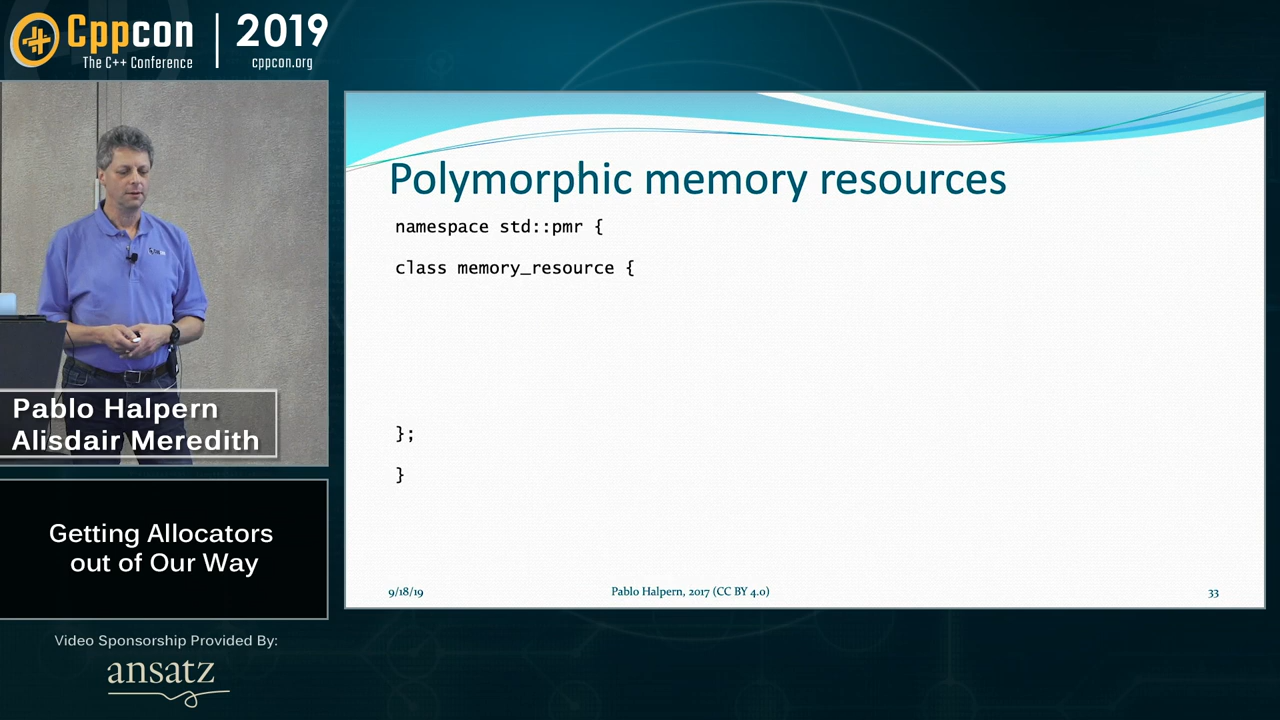 Cppcon
The C++ Conference
2019
cppcon.org
Pablo Halpern
Alisdair Meredith
Getting Allocators
out of Our Way
Video Sponsorship Provided By:
ansatz
Polymorphic memory resources
namespace std::pmr {
class memory_resource {
};
}
9/18/19
Pablo Halpern, 2017 (CC BY 4.0)
33